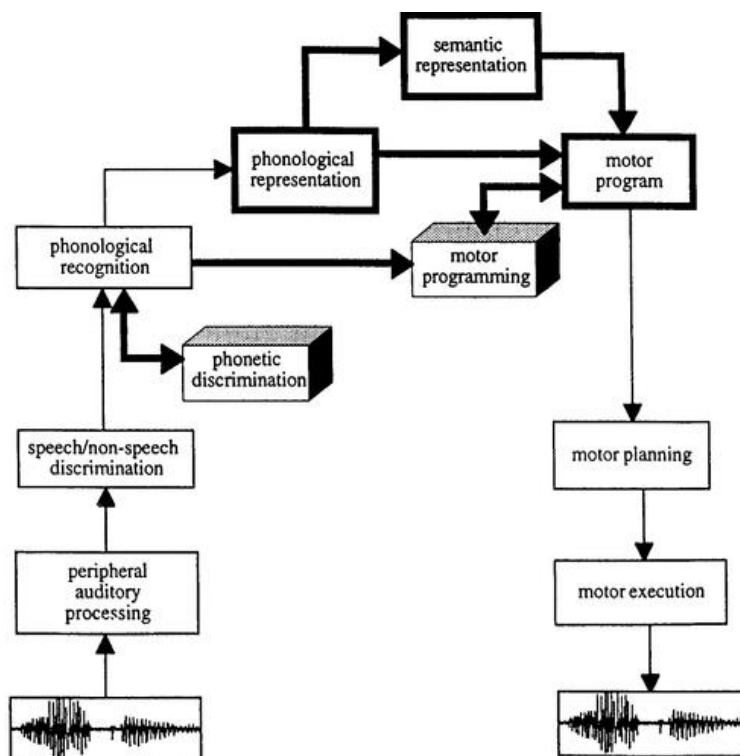 semantic
representation
phonological
representation
motor
program
phonological
recognition
motor
programming
phonetic
discrimination
speech/non-speech
discrimination
motor planning
peripheral
auditory
processing
motor execution